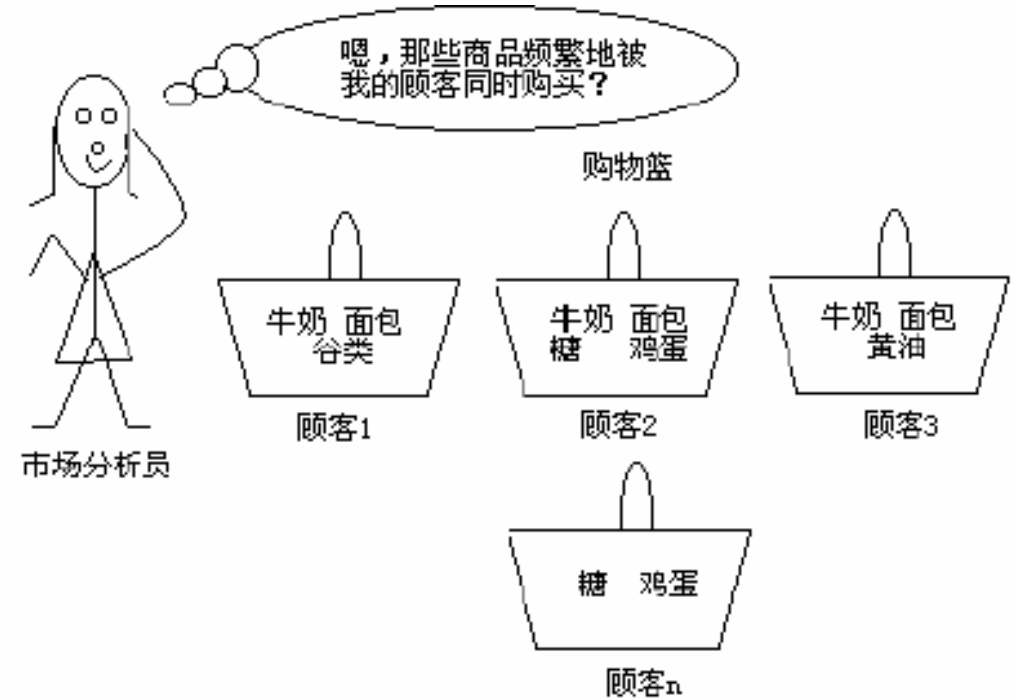 嗯，那些商品频繁地被
我的顾客同时购买？
购物篮
牛奶 面包
谷类
顾客1
牛奶 面包
糖 鸡蛋
顾客2
牛奶 面包
黄油
顾客3
市场分析员
糖 鸡蛋
顾客n